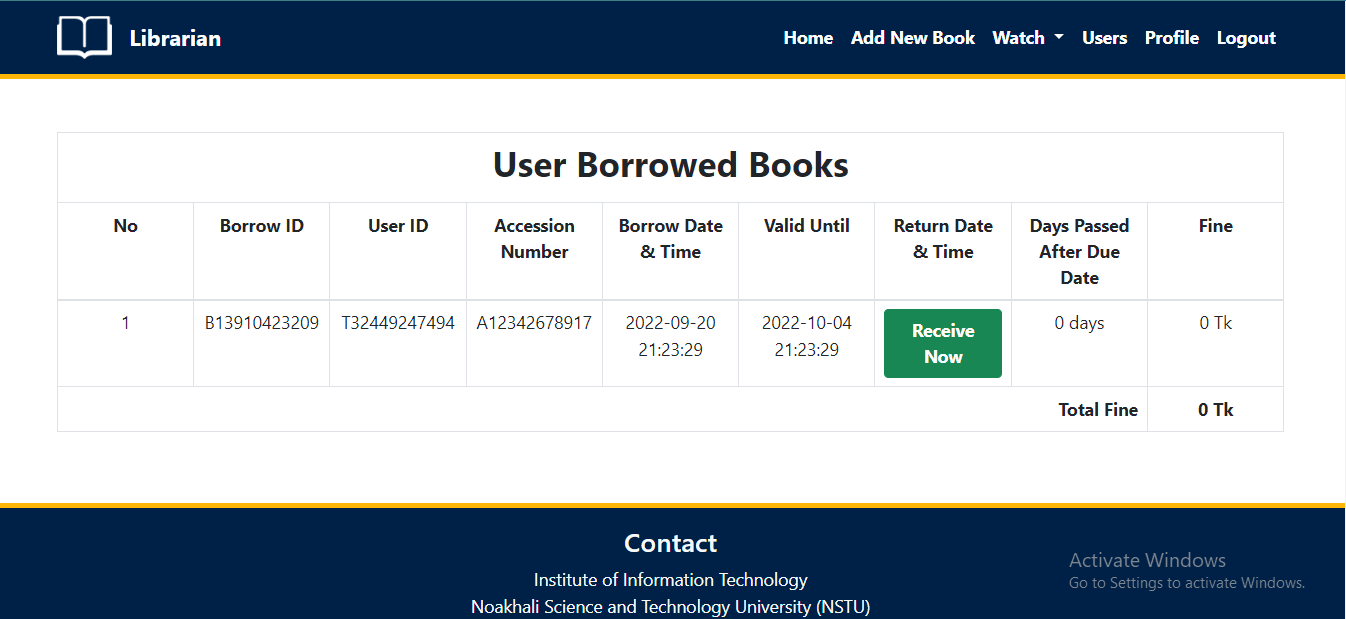 Librarian
Home Add New Book Watch Users Profile Logout
User Borrowed Books
No Borrow ID User ID Accession Number Borrow Date & Time Valid Until Return Date & Time Days Passed After Due Date Fine
1 B13910423209 T32449247494 A12342678917 2022-09-20 21:23:29 2022-10-04 21:23:29 Receive Now 0 days 0 Tk
Total Fine 0 Tk
Contact
Institute of Information Technology
Noakhali Science and Technology University (NSTU)
Activate Windows
Go to Settings to activate Windows.